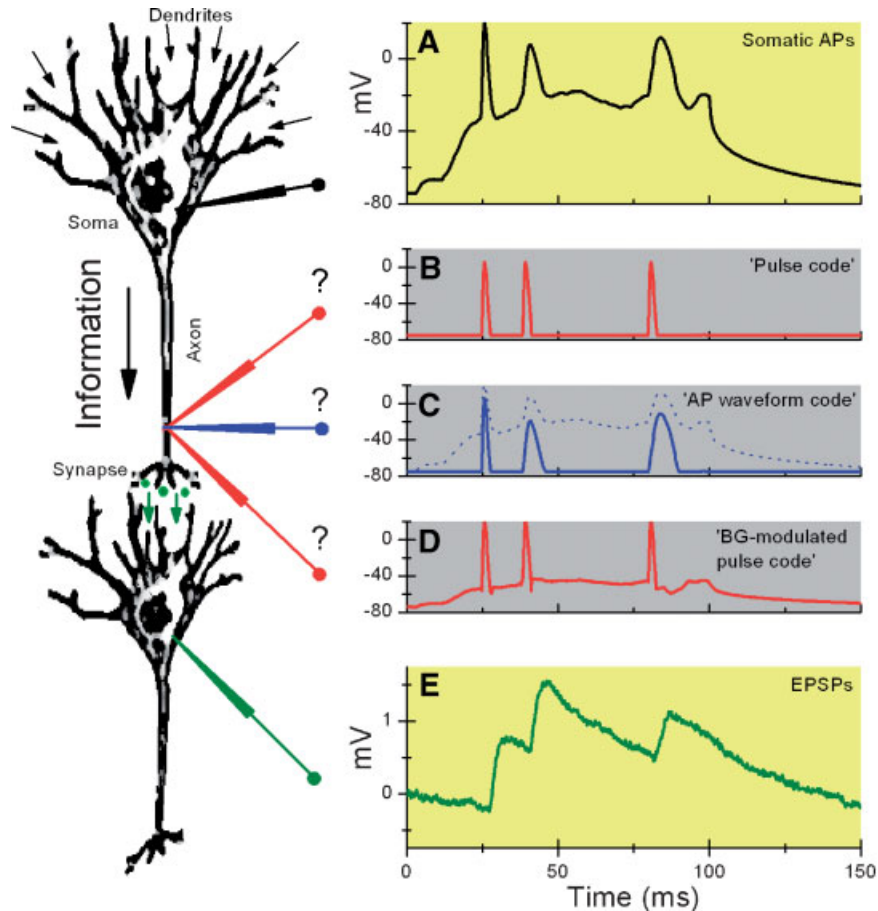 Dendrites
Soma
Information
Axon
Synapse
?
?
?
A
Somatic APs
mV
0
-40
-80
B
'Pulse code'
0
-40
-80
C
'AP waveform code'
0
-40
-80
D
'BG-modulated
pulse code'
0
-40
-80
E
EPSPs
mV
1
0
0
50
100
150
Time (ms)